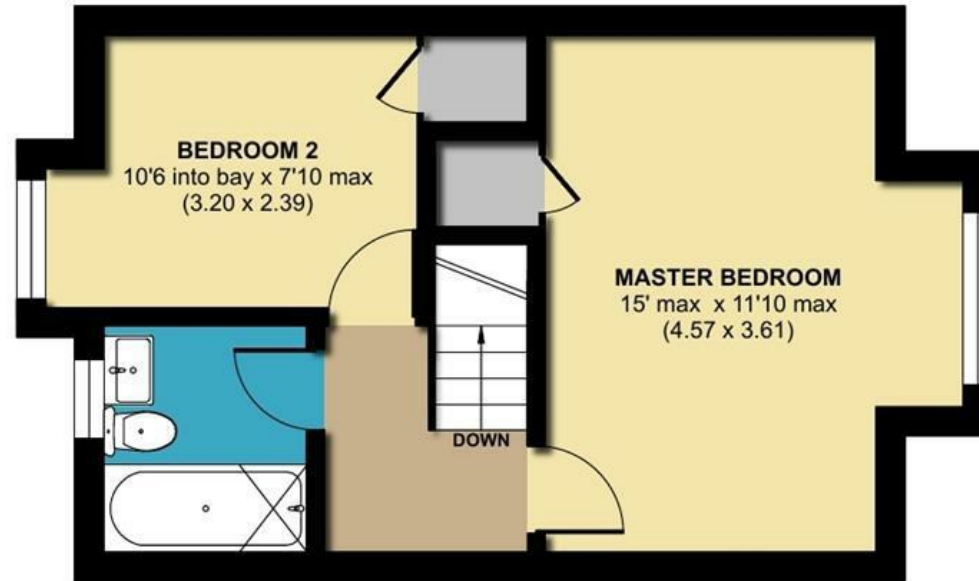 BEDROOM 2
10'6 into bay x 7'10 max
(3.20 x 2.39)
MASTER BEDROOM
15' max x 11'10 max
(4.57 x 3.61)
DOWN